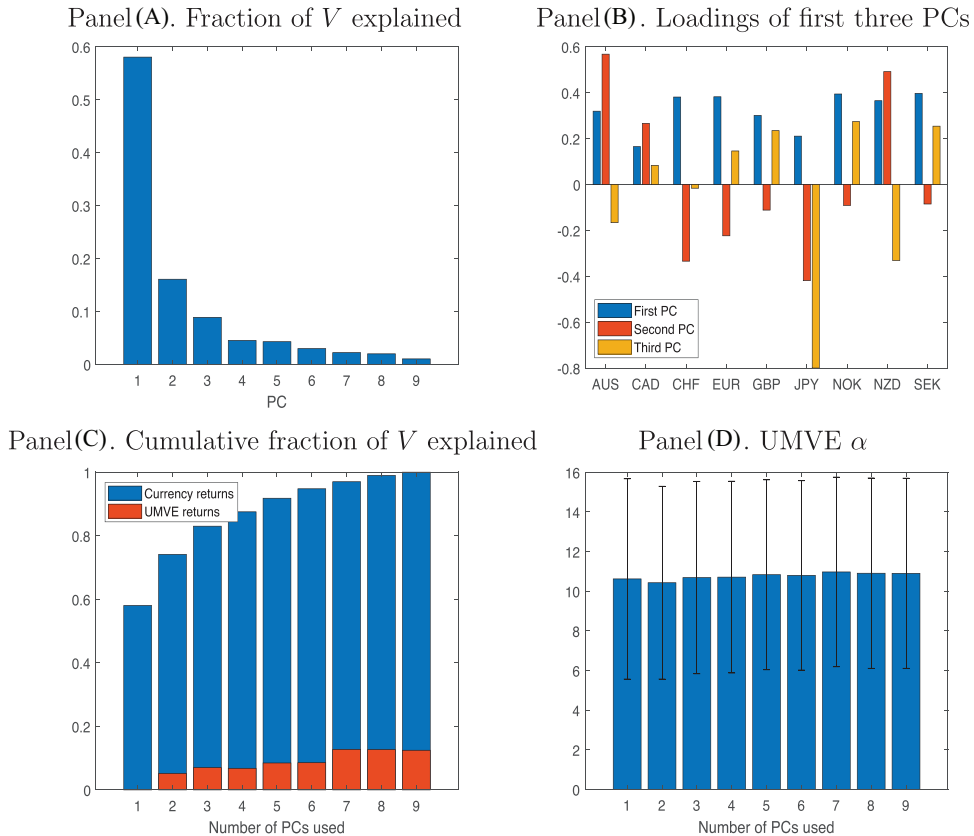 Panel(A). Fraction of V explained
0.6
0.5
0.4
0.3
0.2
0.1
0
1 2 3 4 5 6 7 8 9
PC
Panel(B). Loadings of first three PCs
0.6
0.4
0.2
0
-0.2
-0.4
-0.6
-0.8
First PC
Second PC
Third PC
AUS CAD CHF EUR GBP JPY NOK NZD SEK
Panel(C). Cumulative fraction of V explained
1
0.8
0.6
0.4
0.2
0
Currency returns
UMVE returns
1 2 3 4 5 6 7 8 9
Number of PCs used
Panel(D). UMVE α
16
14
12
10
8
6
4
2
0
1 2 3 4 5 6 7 8 9
Number of PCs used